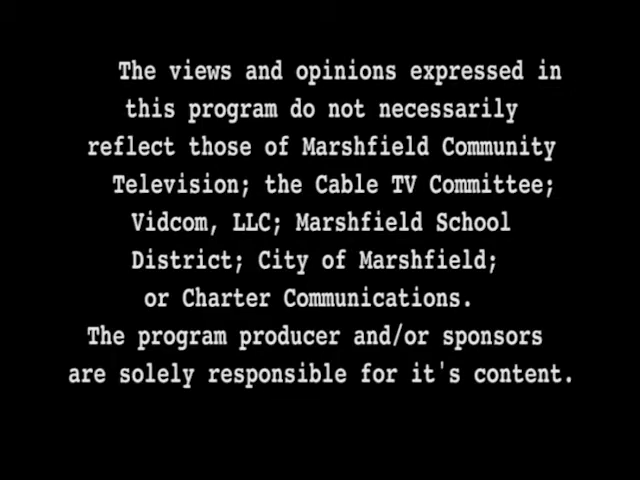 The views and opinions expressed in
this program do not necessarily
reflect those of Marshfield Community
Television; the Cable TV Committee;
Vidcom, LLC; Marshfield School
District; City of Marshfield;
or Charter Communications.
The program producer and/or sponsors
are solely responsible for it's content.